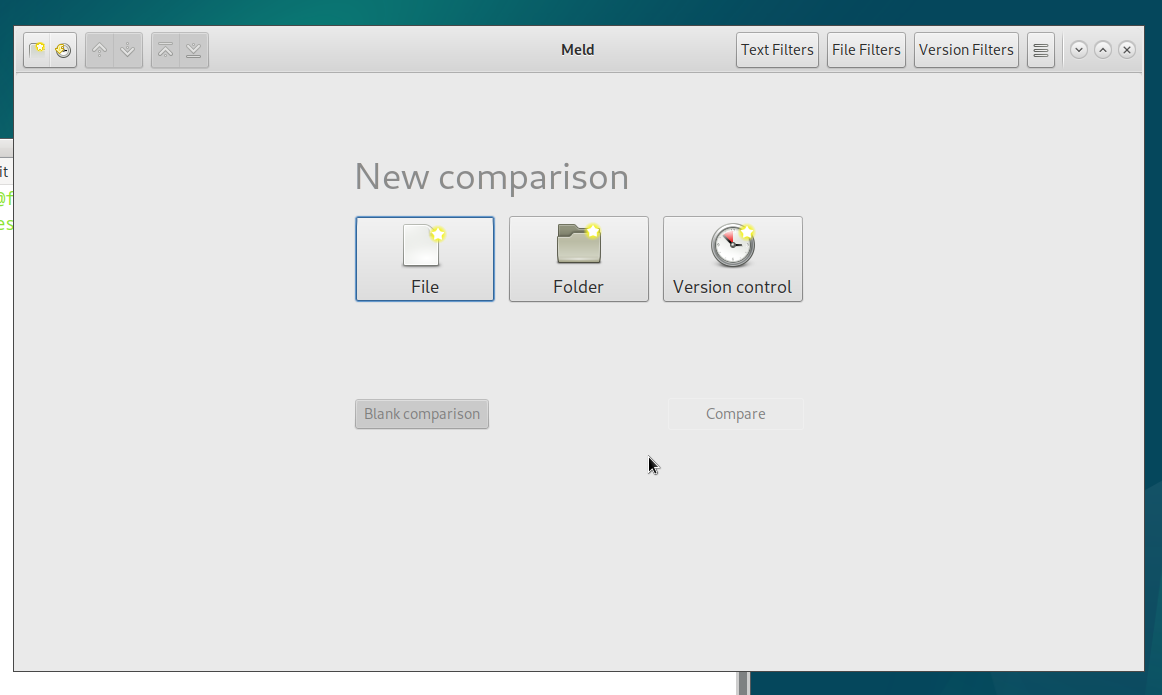 Meld
Text Filters
File Filters
Version Filters
it
@f
es
New comparison
File
Folder
Version control
Blank comparison
Compare